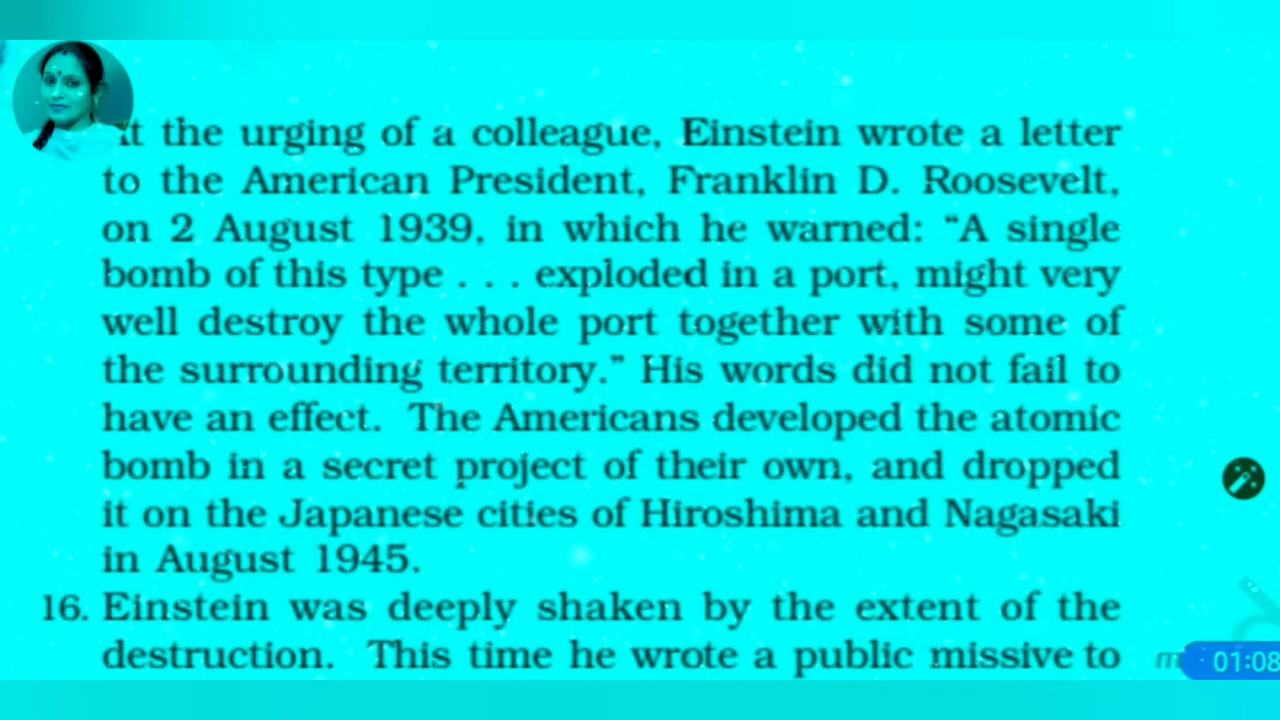 t the urging of a colleague, Einstein wrote a letter
to the American President, Franklin D. Roosevelt,
on 2 August 1939, in which he warned: “A single
bomb of this type . . . exploded in a port, might very
well destroy the whole port together with some of
the surrounding territory.” His words did not fail to
have an effect. The Americans developed the atomic
bomb in a secret project of their own, and dropped
it on the Japanese cities of Hiroshima and Nagasaki
in August 1945.
16. Einstein was deeply shaken by the extent of the
destruction. This time he wrote a public missive to
01:08